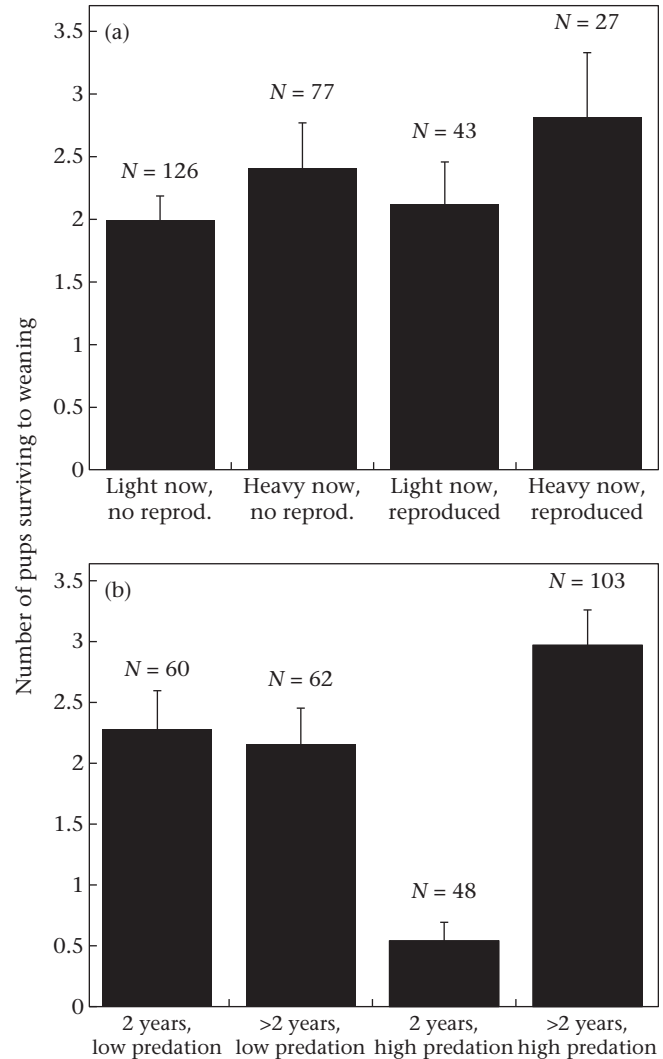 Number of pups surviving to weaning
(a)
3.5
3
2.5
2
1.5
1
0.5
0
N = 126
N = 77
N = 43
N = 27
Light now,
no reprod.
Heavy now,
no reprod.
Light now,
reproduced
Heavy now,
reproduced
(b)
3.5
3
2.5
2
1.5
1
0.5
0
N = 60
N = 62
N = 48
N = 103
2 years,
low predation
>2 years,
low predation
2 years,
high predation
>2 years,
high predation